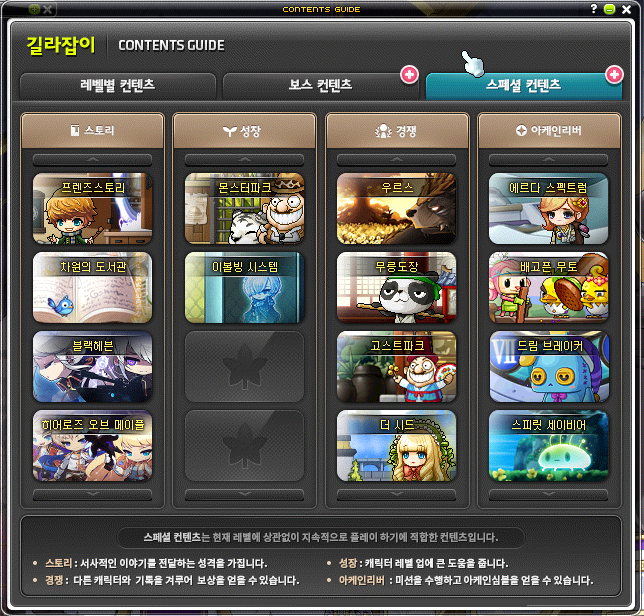 CONTENTS GUIDE
길라잡이 CONTENTS GUIDE
레벨별 컨텐츠 보스 컨텐츠 스페셜 컨텐츠
스토리 성장 경쟁 아케인리버
프렌즈스토리 몬스터파크 우르스 에르다 스펙트럼
차원의 도서관 이볼빙 시스템 무릉도장 배고픈 무토
블랙헤븐 고스트파크 드림 브레이커
VII
히어로즈 오브 메이플 더 시드 스피릿 세이비어
스페셜 컨텐츠는 현재 레벨에 상관없이 지속적으로 플레이 하기에 적합한 컨텐츠입니다.
• 스토리 : 서사적인 이야기를 전달하는 성격을 가집니다. • 성장 : 캐릭터 레벨 업에 큰 도움을 줍니다.
• 경쟁 : 다른 캐릭터와 기록을 겨루어 보상을 얻을 수 있습니다. • 아케인리버 : 미션을 수행하고 아케인심볼을 얻을 수 있습니다.